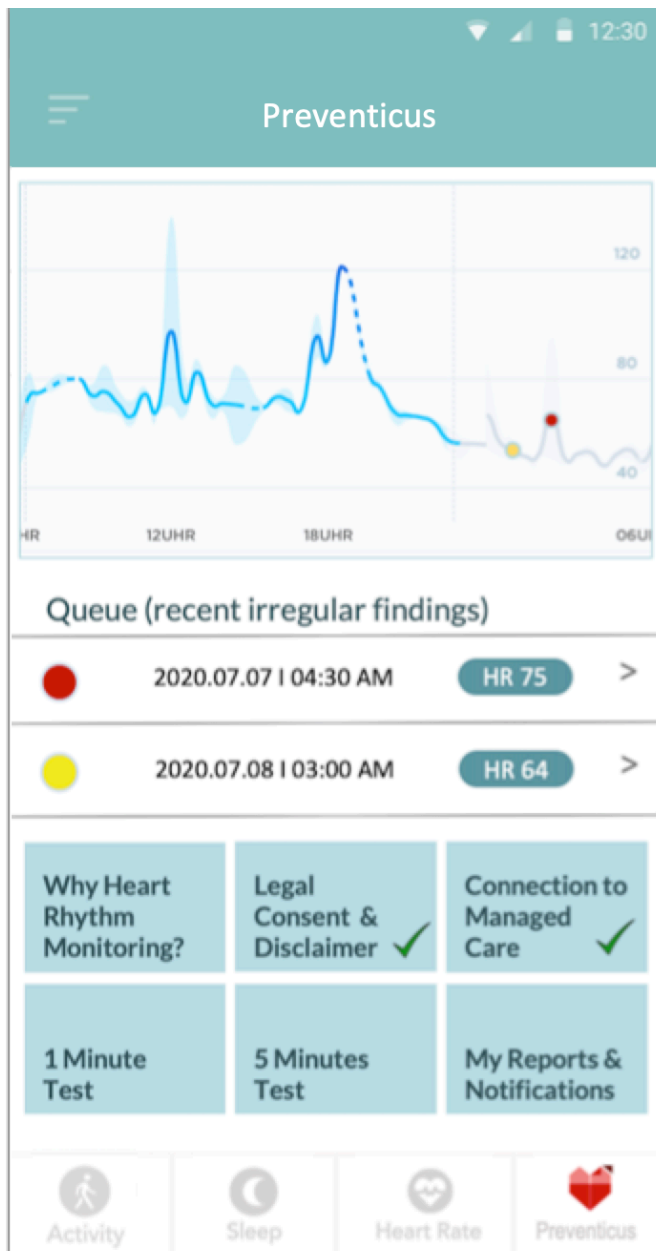 12:30
Preventicus
120
80
40
HR
12UHR
18UHR
06UI
Queue (recent irregular findings)
2020.07.07 I 04:30 AM
HR 75
>
2020.07.08 I 03:00 AM
HR 64
>
Why Heart
Rhythm
Monitoring?
Legal
Consent &
Disclaimer
Connection to
Managed
Care
1 Minute
Test
5 Minutes
Test
My Reports &
Notifications
Activity
Sleep
Heart Rate
Preventicus